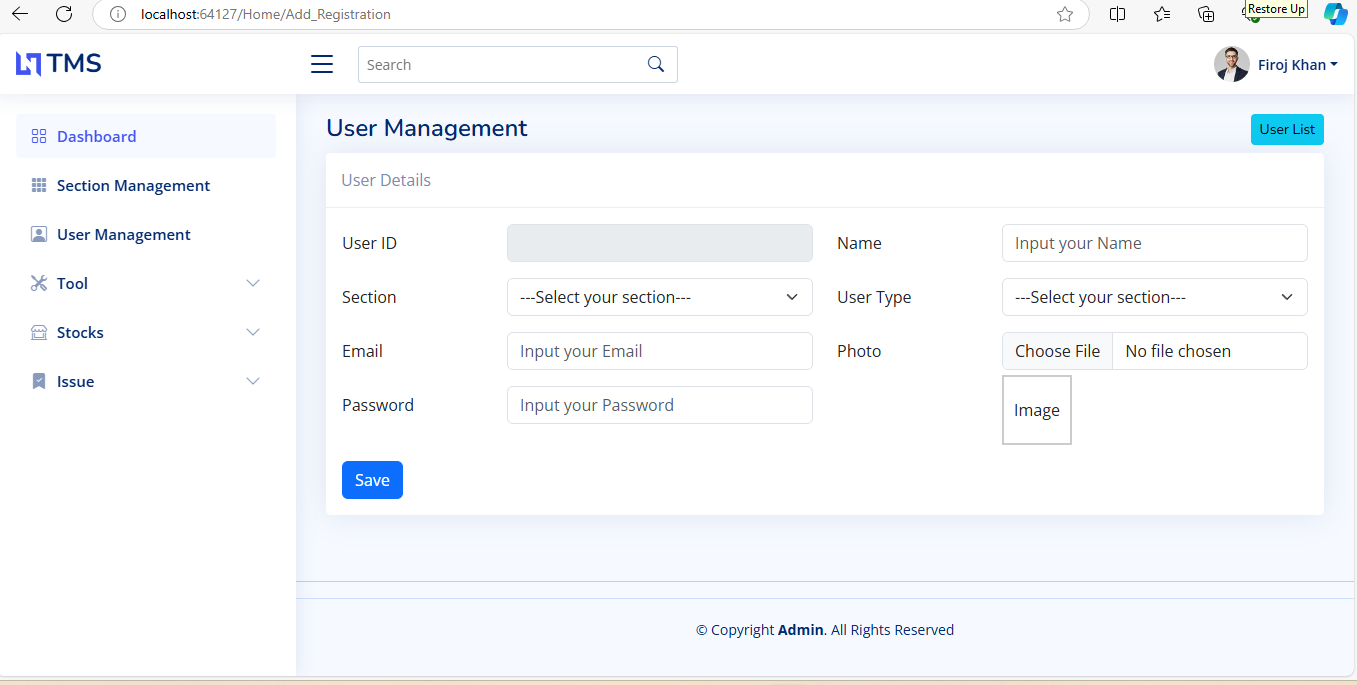 localhost:64127/Home/Add_Registration
Restore Up
TMS
Search
Firoj Khan
Dashboard
Section Management
User Management
Tool
Stocks
Issue
User Management
User List
User Details
User ID
Name
Input your Name
Section
---Select your section---
User Type
---Select your section---
Email
Input your Email
Photo
Choose File
No file chosen
Password
Input your Password
Image
Save
© Copyright Admin. All Rights Reserved